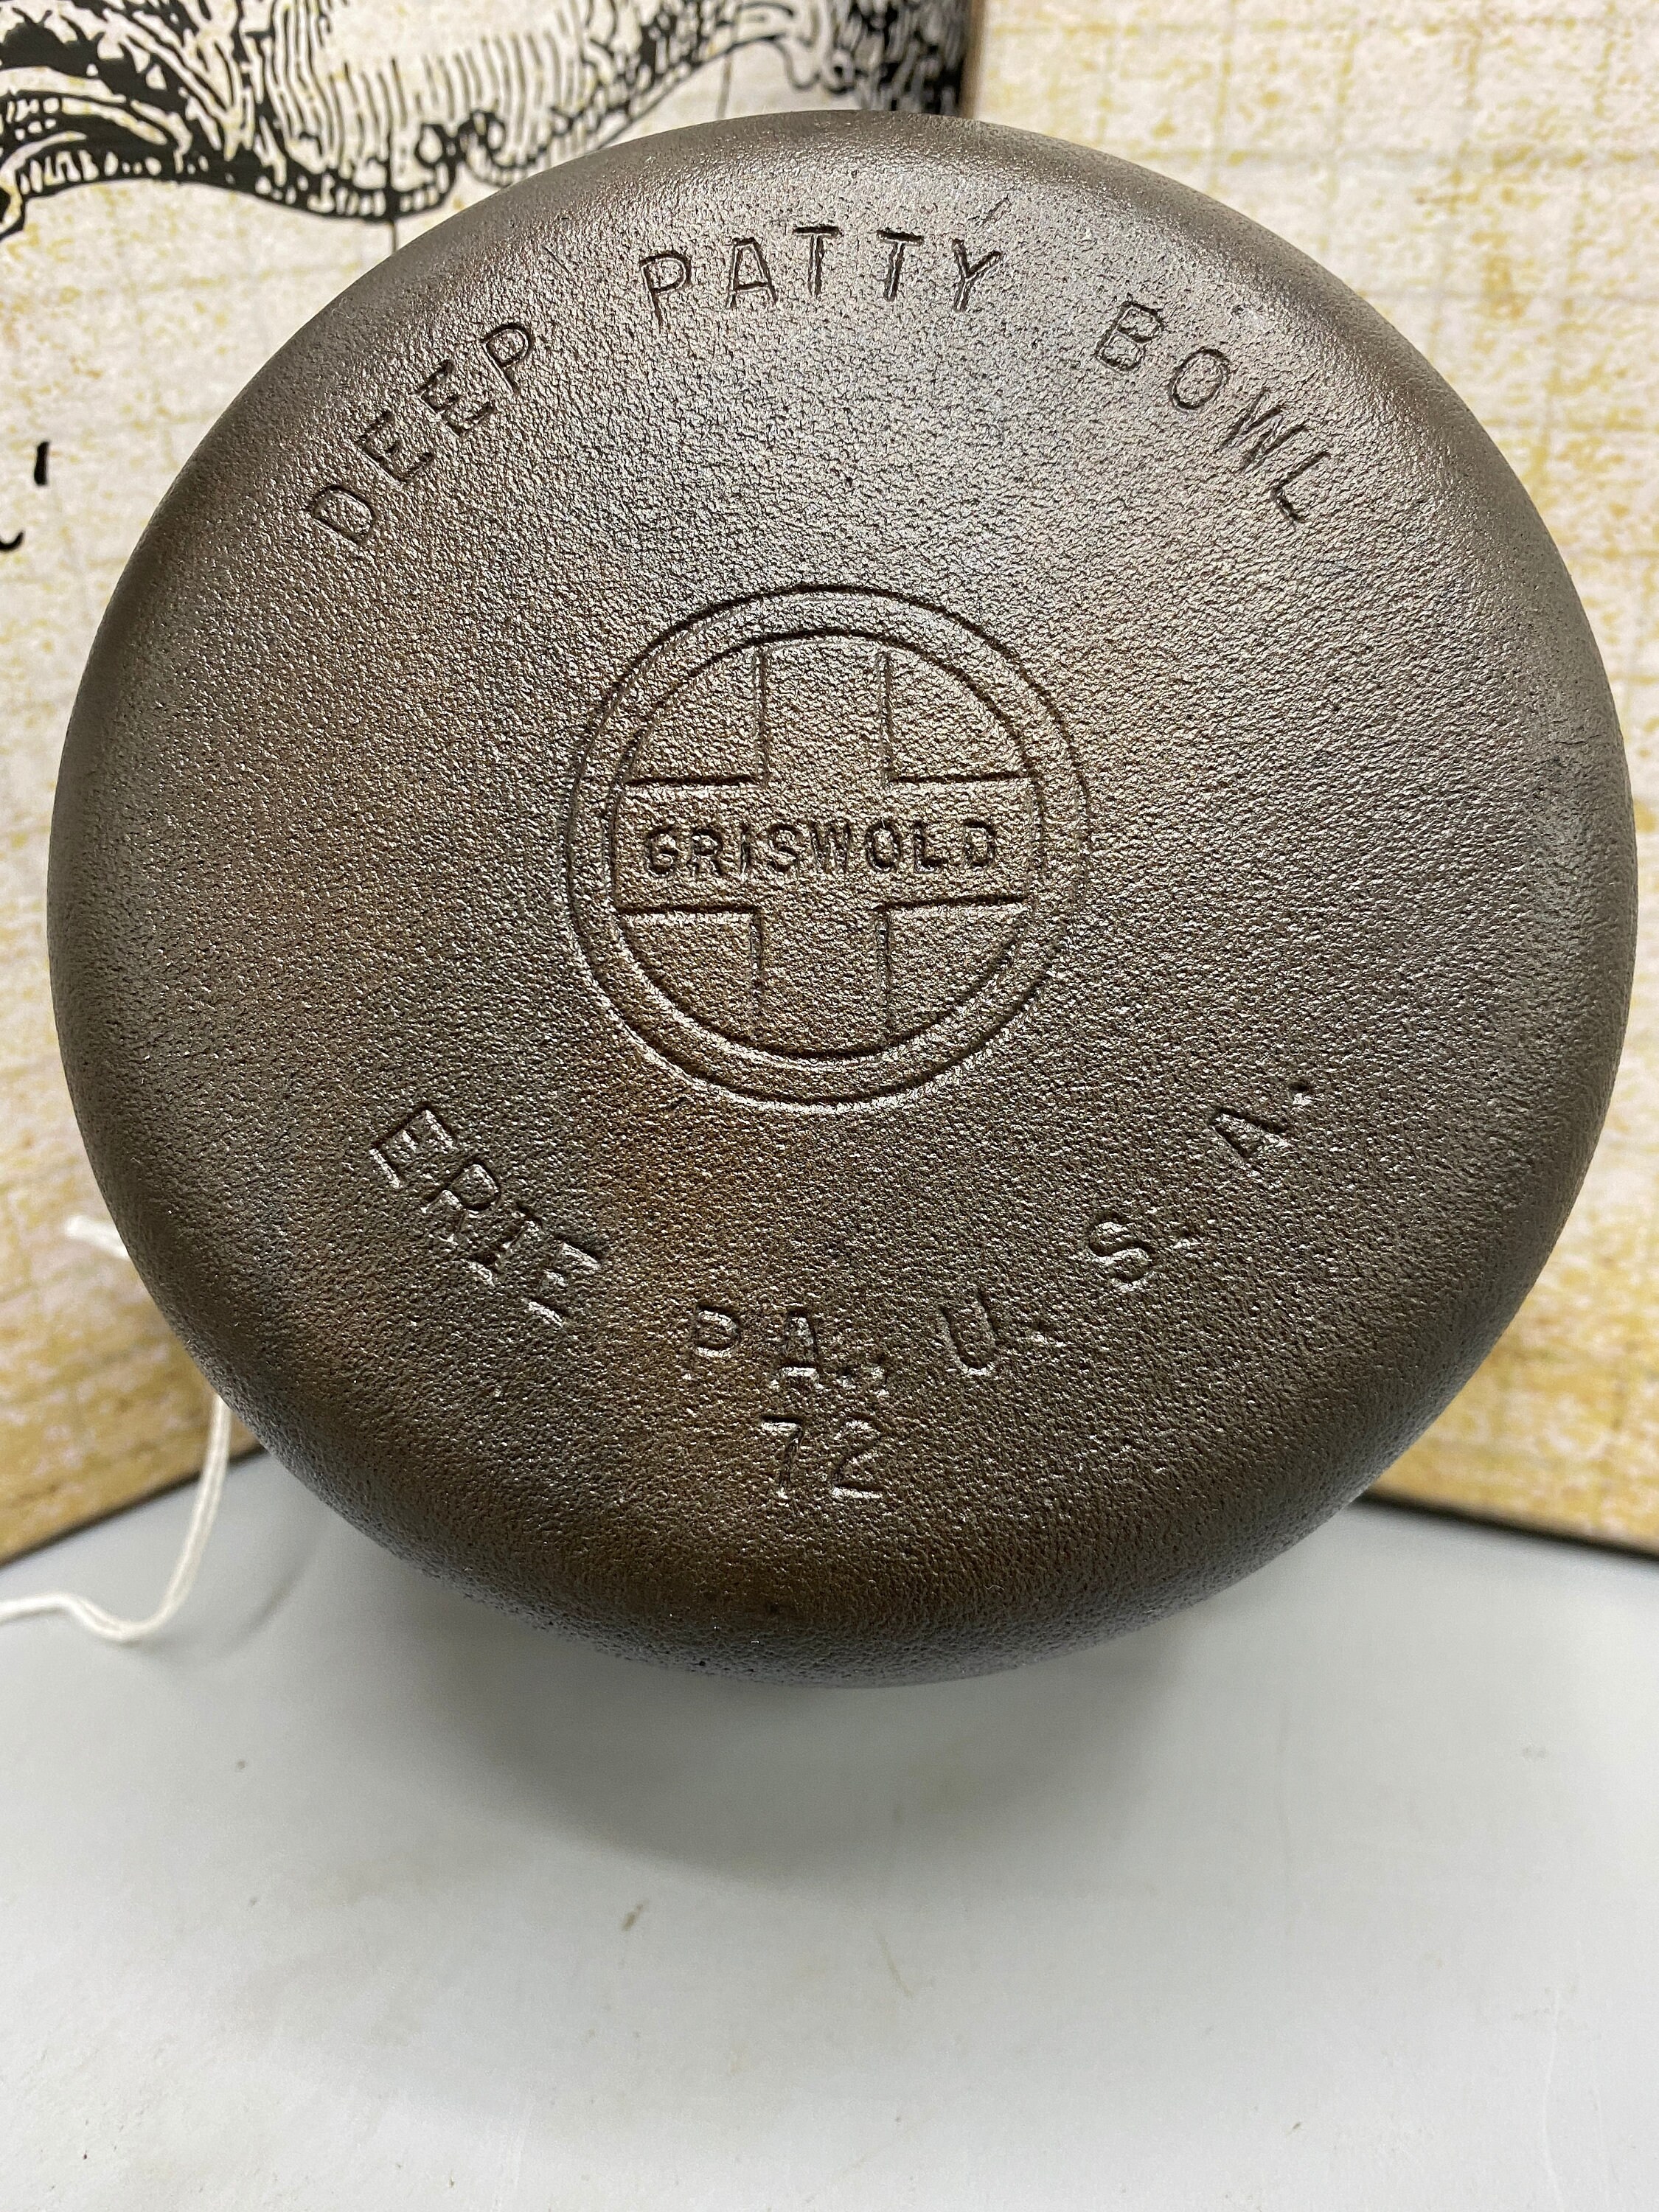 DEEP PATTY BOWL
GRISWOLD
ERIE PA., U. S. A.
72